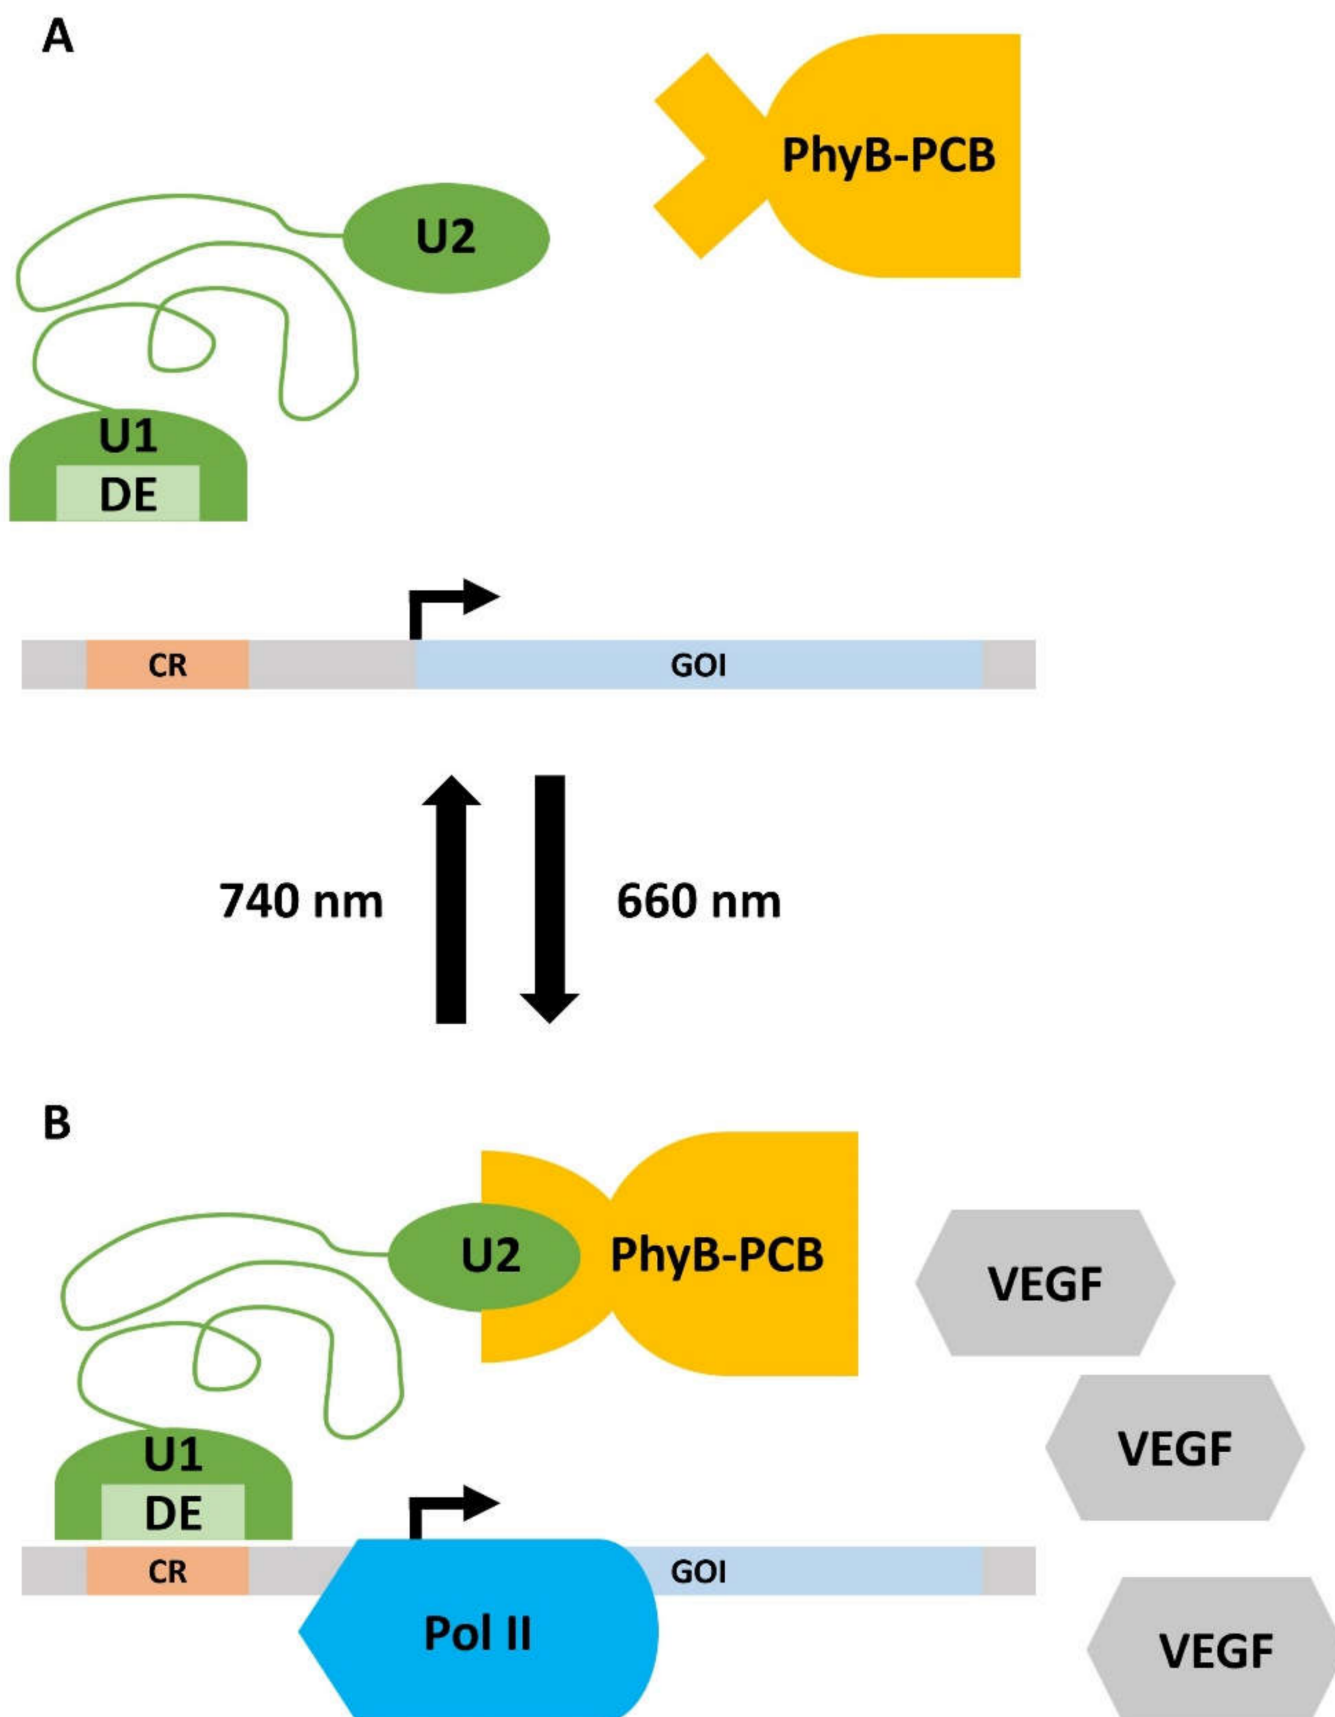 A
PhyB-PCB
U2
U1
DE
CR
GOI
740 nm
660 nm
B
U2
PhyB-PCB
VEGF
VEGF
U1
DE
CR
GOI
Pol II
VEGF